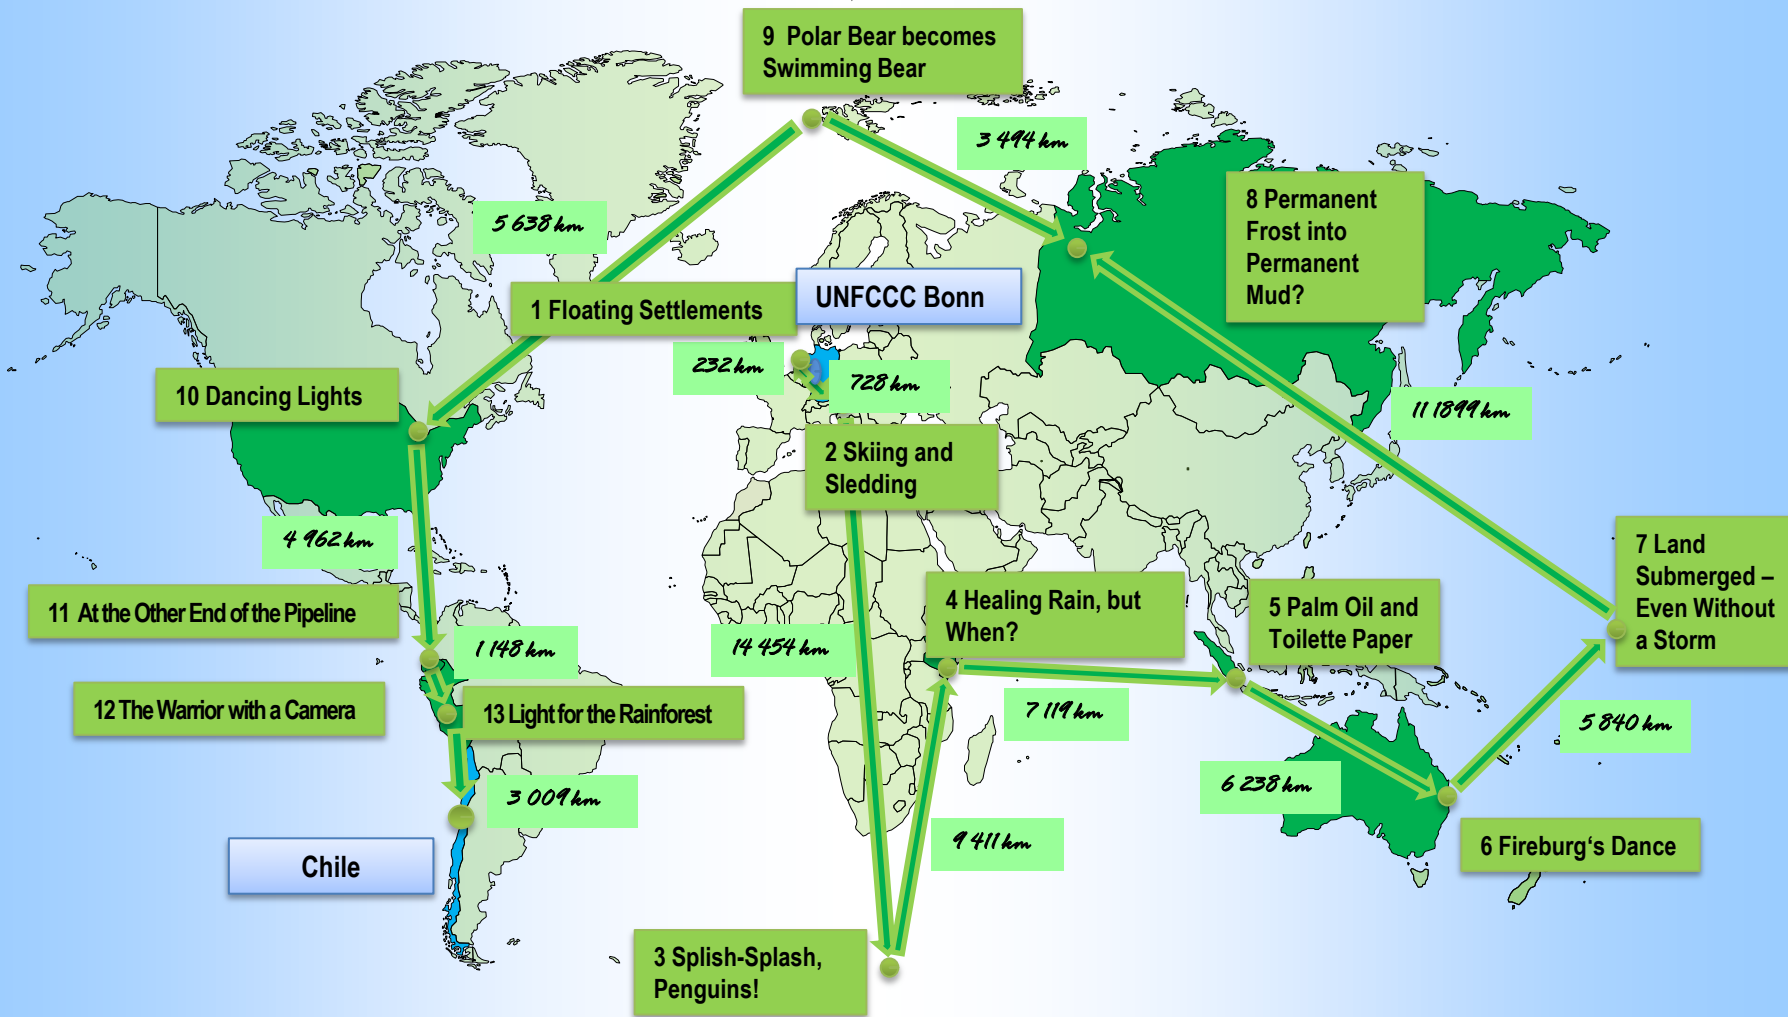 9 Polar Bear becomes
Swimming Bear
3 494 km
8 Permanent
Frost into
Permanent
Mud?
5 638 km
UNFCCC Bonn
1 Floating Settlements
232 km
728 km
10 Dancing Lights
11 1899 km
2 Skiing and
Sledding
4 962 km
7 Land
Submerged –
Even Without
a Storm
11 At the Other End of the Pipeline
4 Healing Rain, but
When?
5 Palm Oil and
Toilette Paper
1 148 km
14 454 km
12 The Warrior with a Camera
13 Light for the Rainforest
7 119 km
5 840 km
3 009 km
6 238 km
9 411 km
6 Fireburg‘s Dance
Chile
3 Splish-Splash,
Penguins!